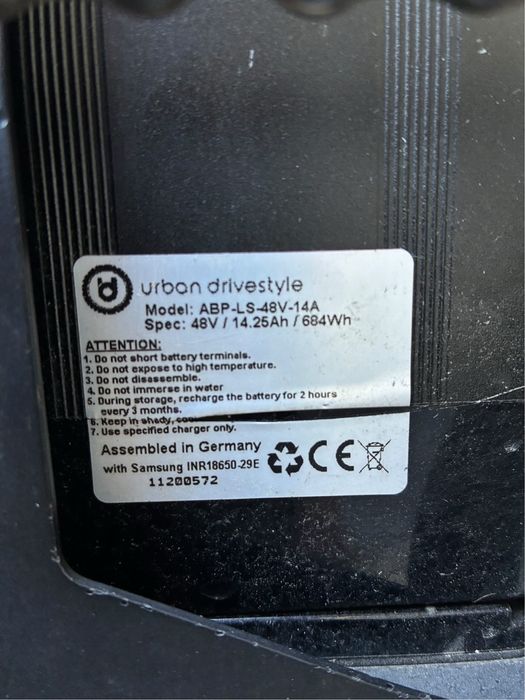 urban drivestyle
Model: ABP-LS-48V-14A
Spec: 48V / 14.25Ah / 684Wh
ATTENTION:
1. Do not short battery terminals.
2. Do not expose to high temperature.
3. Do not disassemble.
4. Do not immerse in water
5. During storage, recharge the battery for 2 hours
every 3 months.
6. Keep in shady,
7. Use specified charger only.
Assembled in Germany
with Samsung INR18650-29E
11200572
CE